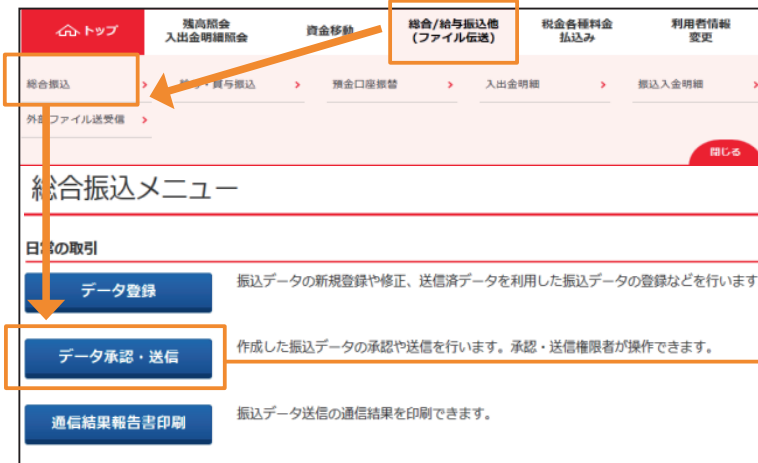 トップ
残高照会
入出金明細照会
資金移動
総合/給与振込他
(ファイル伝送)
税金各種料金
払込み
利用者情報
変更
総合振込
給与・賞与振込
預金口座振替
入出金明細
振込入金明細
外部ファイル送受信
閉じる
総合振込メニュー
日常の取引
データ登録
振込データの新規登録や修正、送信済データを利用した振込データの登録などを行います
データ承認・送信
作成した振込データの承認や送信を行います。承認・送信権限者が操作できます。
通信結果報告書印刷
振込データ送信の通信結果を印刷できます。